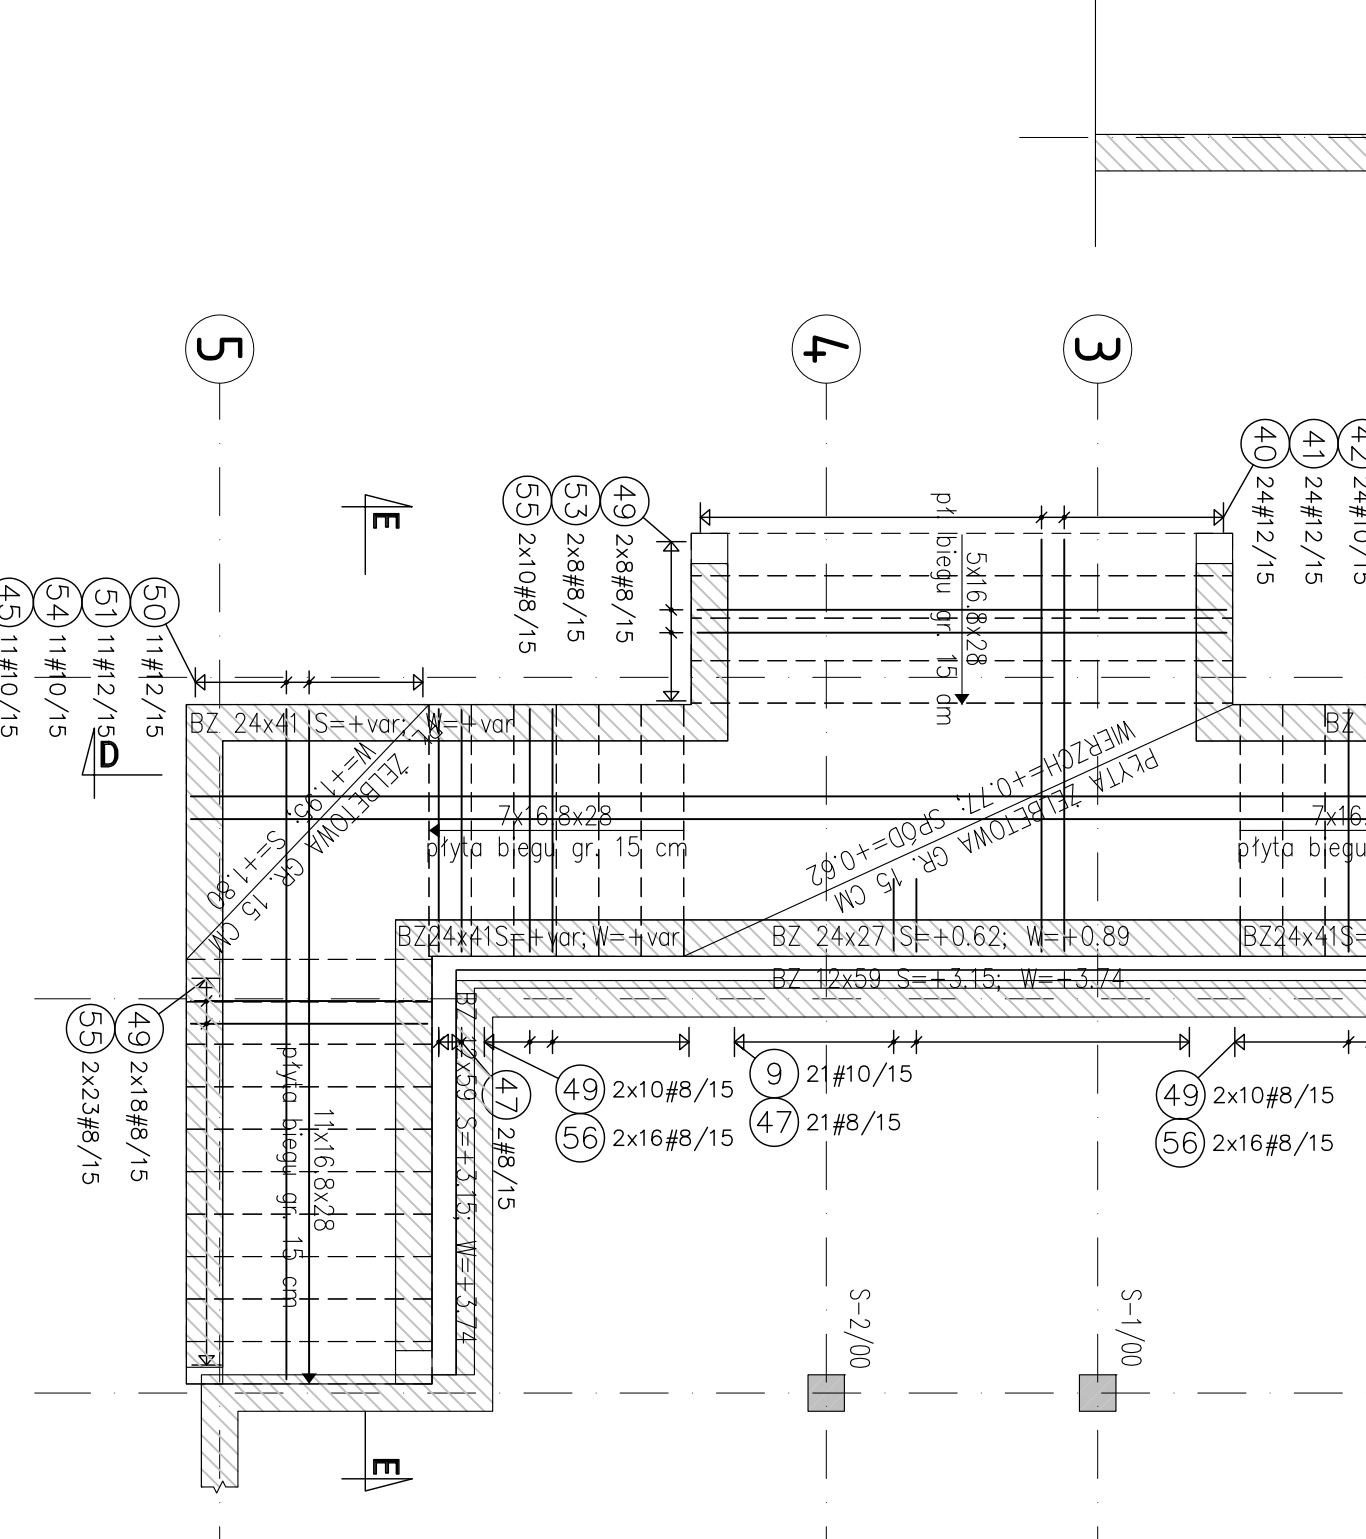 5
4
3
40 24#12/15
41 24#12/15
42 24#10/15
49 2x8#8/15
53 2x8#8/15
55 2x10#8/15
E
pł. biegu gr. 15 dm
5x16.8x28
50 11#12/15
51 11#12/15
54 11#10/15
45 11#10/15
D
BZ 24x41 S=+var; W=+var
BZ
PŁYTA ŻELBETOWA GR. 15 CM
WIERZCH=+0.77; SPÓD=+0.62
PŁ. ŻELBETOWA GR. 15 CM
W=+1.95; S=+1.80
7x16.8x28
płyta biegu gr. 15 cm
7x16.
płyta biegu
BZ24x41S=+var; W=+var
BZ 24x27 S=+0.62; W=+0.89
BZ24x41S=
BZ 12x59 S=+3.15; W=+3.74
BZ 12x59 S=+3.15; W=+3.74
49 2x18#8/15
55 2x23#8/15
47 2#8/15
49 2x10#8/15
56 2x16#8/15
9 21#10/15
47 21#8/15
49 2x10#8/15
56 2x16#8/15
11x16.8x28
płyta biegu gr. 15 cm
S-2/00
S-1/00
E